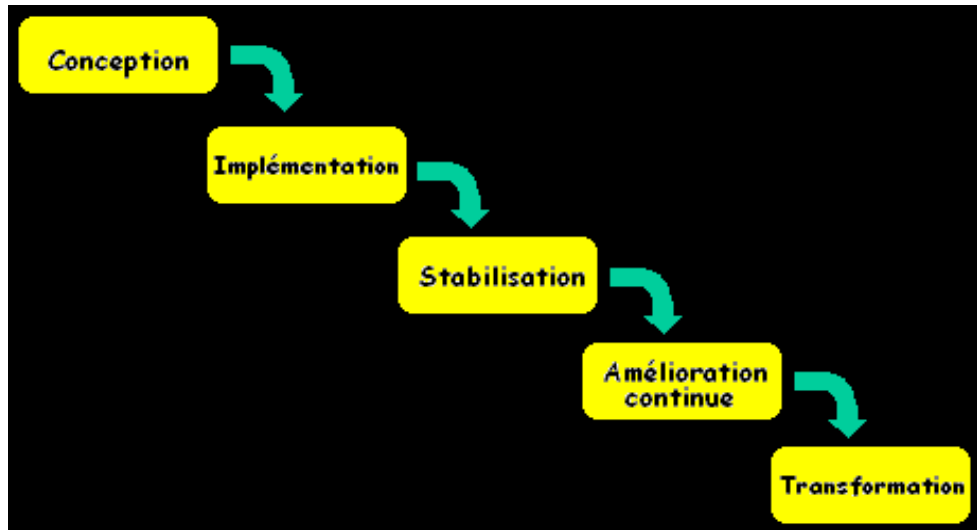 Conception
Implémentation
Stabilisation
Amélioration
continue
Transformation